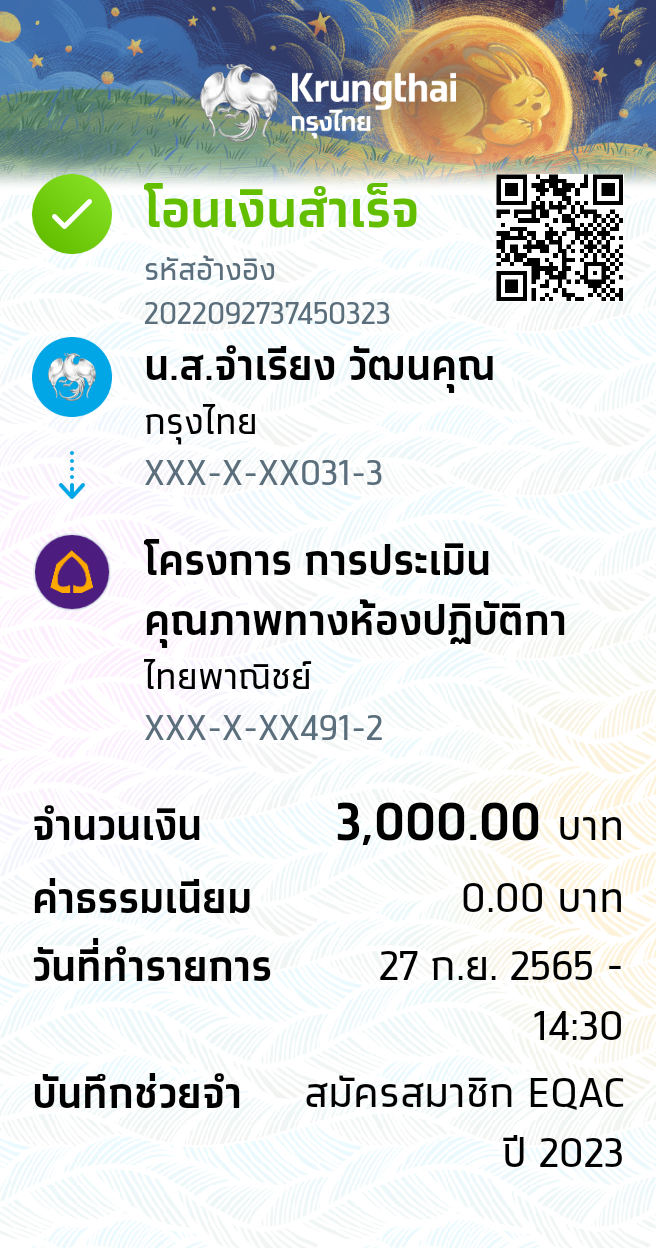 Krungthai
กรุงไทย
โอนเงินสำเร็จ
รหัสอ้างอิง
2022092737450323
น.ส.จำเรียง วัฒนคุณ
กรุงไทย
XXX-X-XX031-3
โครงการ การประเมิน
คุณภาพทางห้องปฏิบัติกา
ไทยพาณิชย์
XXX-X-XX491-2
จำนวนเงิน 3,000.00 บาท
ค่าธรรมเนียม 0.00 บาท
วันที่ทำรายการ 27 ก.ย. 2565 -
14:30
บันทึกช่วยจำ สมัครสมาชิก EQAC
ปี 2023